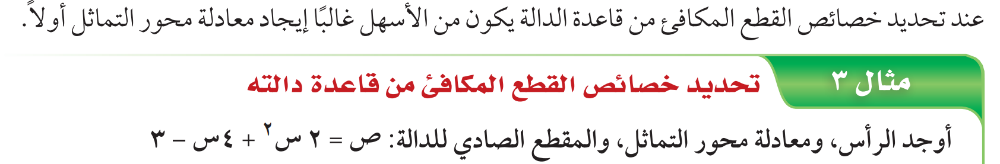 عند تحديد خصائص القطع المكافئ من قاعدة الدالة يكون من الأسهل غالبًا إيجاد معادلة محور التماثل أولاً.
مثال ٣ تحديد خصائص القطع المكافئ من قاعدة دالته
أوجد الرأس، ومعادلة محور التماثل، والمقطع الصادي للدالة: ص = ٢ س٢ + ٤س – ٣